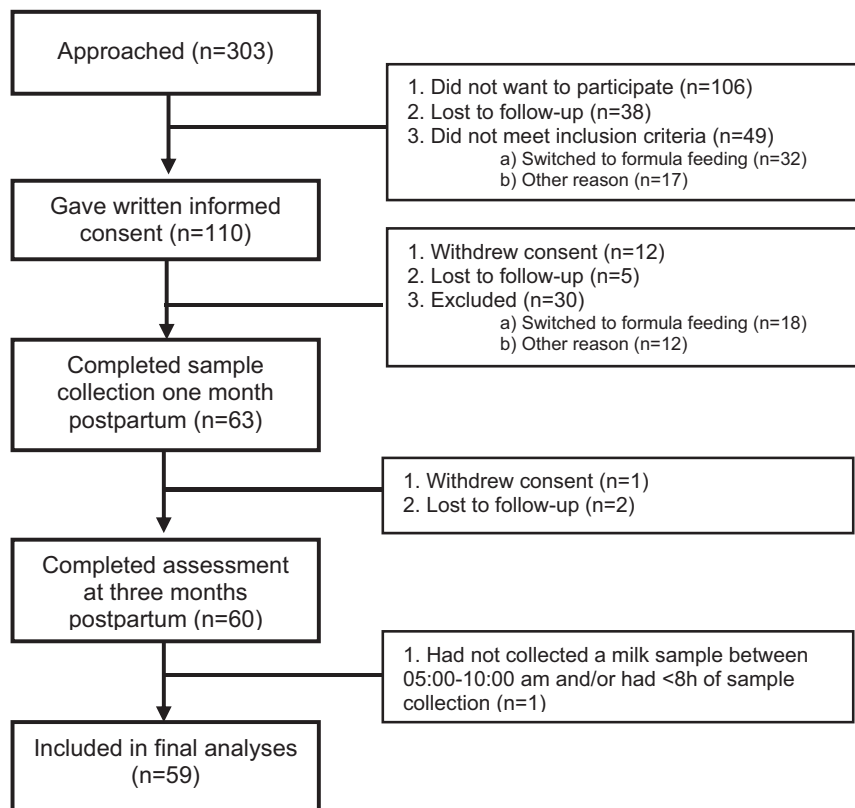 Approached (n=303)
1. Did not want to participate (n=106)
2. Lost to follow-up (n=38)
3. Did not meet inclusion criteria (n=49)
a) Switched to formula feeding (n=32)
b) Other reason (n=17)
Gave written informed
consent (n=110)
1. Withdrew consent (n=12)
2. Lost to follow-up (n=5)
3. Excluded (n=30)
a) Switched to formula feeding (n=18)
b) Other reason (n=12)
Completed sample
collection one month
postpartum (n=63)
1. Withdrew consent (n=1)
2. Lost to follow-up (n=2)
Completed assessment
at three months
postpartum (n=60)
1. Had not collected a milk sample between
05:00-10:00 am and/or had <8h of sample
collection (n=1)
Included in final analyses
(n=59)